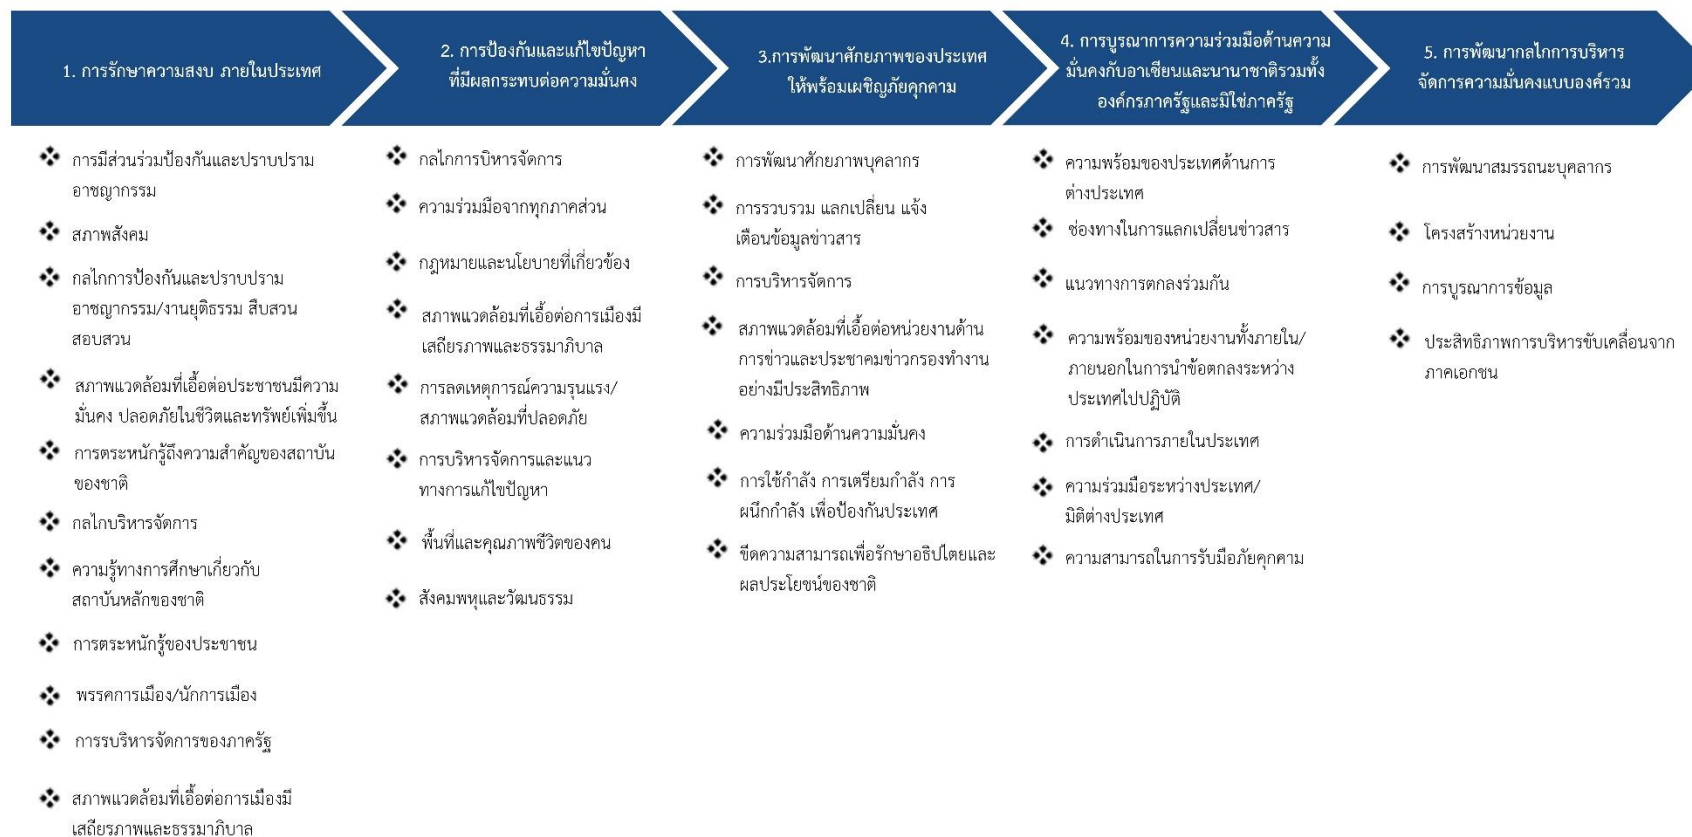 1. การรักษาความสงบ ภายในประเทศ
2. การป้องกันและแก้ไขปัญหา
ที่มีผลกระทบต่อความมั่นคง
3.การพัฒนาศักยภาพของประเทศ
ให้พร้อมเผชิญภัยคุกคาม
4. การบูรณาการความร่วมมือด้านความ
มั่นคงกับอาเซียนและนานาชาติรวมทั้ง
องค์กรภาครัฐและมิใช่ภาครัฐ
5. การพัฒนากลไกการบริหาร
จัดการความมั่นคงแบบองค์รวม
การมีส่วนร่วมป้องกันและปราบปราม
อาชญากรรม
สภาพสังคม
กลไกการป้องกันและปราบปราม
อาชญากรรม/งานยุติธรรม สืบสวน
สอบสวน
สภาพแวดล้อมที่เอื้อต่อประชาชนมีความ
มั่นคง ปลอดภัยในชีวิตและทรัพย์เพิ่มขึ้น
การตระหนักรู้ถึงความสำคัญของสถาบัน
ของชาติ
กลไกบริหารจัดการ
ความรู้ทางการศึกษาเกี่ยวกับ
สถาบันหลักของชาติ
การตระหนักรู้ของประชาชน
พรรคการเมือง/นักการเมือง
การรบริหารจัดการของภาครัฐ
สภาพแวดล้อมที่เอื้อต่อการเมืองมี
เสถียรภาพและธรรมาภิบาล
กลไกการบิหารจัดการ
ความร่วมมือจากทุกภาคส่วน
กฎหมายและนโยบายที่เกี่ยวข้อง
สภาพแวดล้อมที่เอื้อต่อการเมืองมี
เสถียรภาพและธรรมาภิบาล
การลดเหตุการณ์ความรุนแรง/
สภาพแวดล้อมที่ปลอดภัย
การบริหารจัดการและแนว
ทางการแก้ไขปัญหา
พื้นที่และคุณภาพชีวิตของคน
สังคมพหุและวัฒนธรรม
การพัฒนาศักยภาพบุคลากร
การรวบรวม แลกเปลี่ยน แจ้ง
เตือนข้อมูลข่าวสาร
การบริหารจัดการ
สภาพแวดล้อมที่เอื้อต่อหน่วยงานด้าน
การข่าวและประชาคมข่าวกรองทำงาน
อย่างมีประสิทธิภาพ
ความร่วมมือด้านความมั่นคง
การใช้กำลัง การเตรียมกำลัง การ
ผนึกกำลัง เพื่อป้องกันประเทศ
ขีดความสามารถเพื่อรักษาอธิปไตยและ
ผลประโยชน์ของชาติ
ความพร้อมของประเทศด้านการ
ต่างประเทศ
ช่องทางในการแลกเปลี่ยนข่าวสาร
แนวทางการตกลงร่วมกัน
ความพร้อมของหน่วยงานทั้งภายใน/
ภายนอกในการนำข้อตกลงระหว่าง
ประเทศไปปฏิบัติ
การดำเนินการภายในประเทศ
ความร่วมมือระหว่างประเทศ/
มิติต่างประเทศ
ความสามารถในการรับมือภัยคุกคาม
การพัฒนาสมรรถนะบุคลากร
โครงสร้างหน่วยงาน
การบูรณาการข้อมูล
ประสิทธิภาพการบริหารขับเคลื่อนจาก
ภาคเอกชน